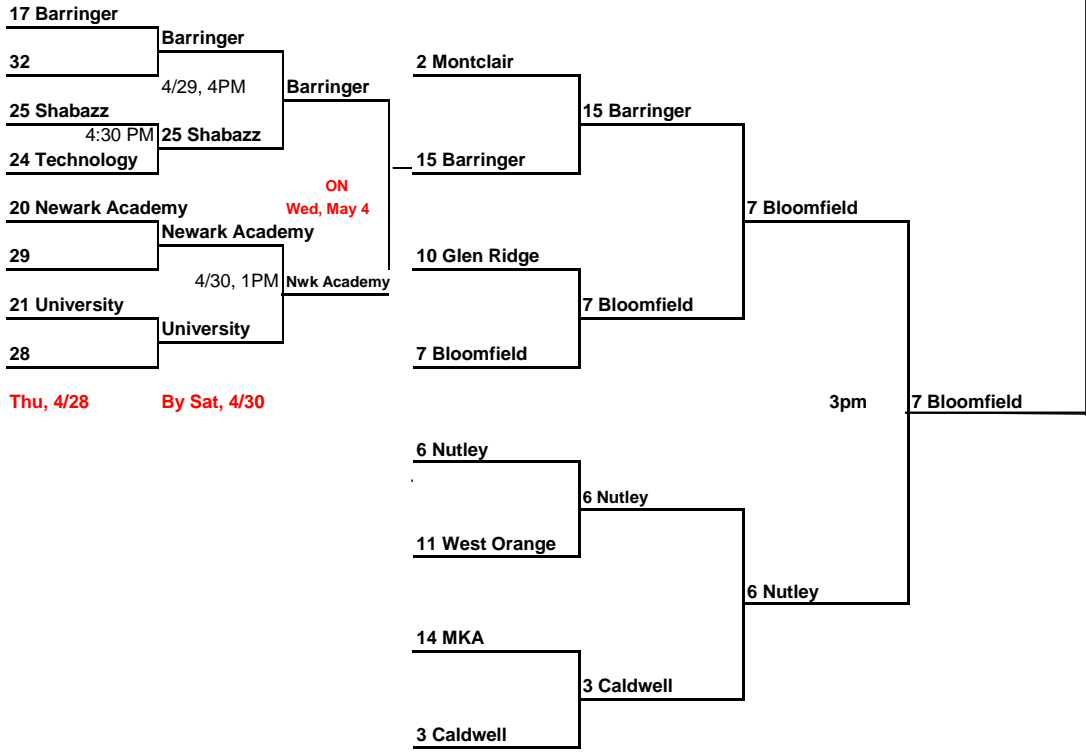 17 Barringer
Barringer
32
2 Montclair
4/29, 4PM
Barringer
25 Shabazz
15 Barringer
4:30 PM
25 Shabazz
24 Technology
15 Barringer
ON
20 Newark Academy
Wed, May 4
7 Bloomfield
Newark Academy
29
10 Glen Ridge
4/30, 1PM
Nwk Academy
21 University
7 Bloomfield
University
28
7 Bloomfield
Thu, 4/28
By Sat, 4/30
3pm
7 Bloomfield
6 Nutley
6 Nutley
11 West Orange
6 Nutley
14 MKA
3 Caldwell
3 Caldwell